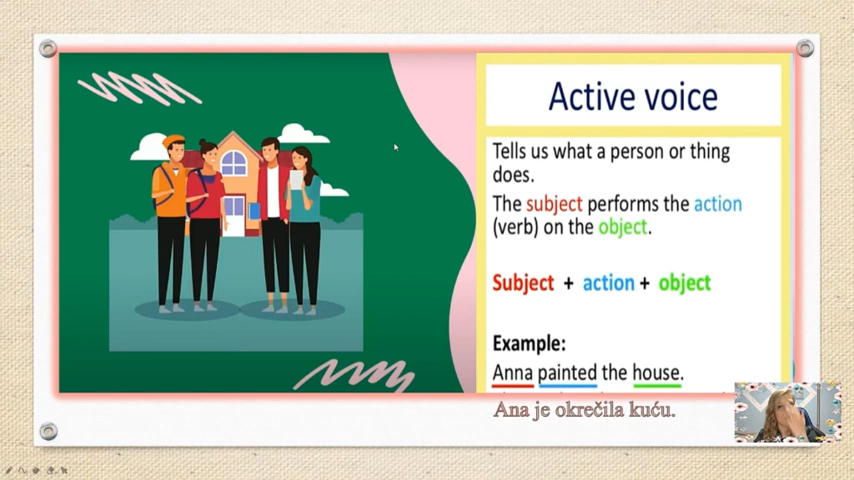 Active voice
Tells us what a person or thing
does.
The subject performs the action
(verb) on the object.
Subject + action + object
Example:
Anna painted the house.
Ana je okrečila kuću.